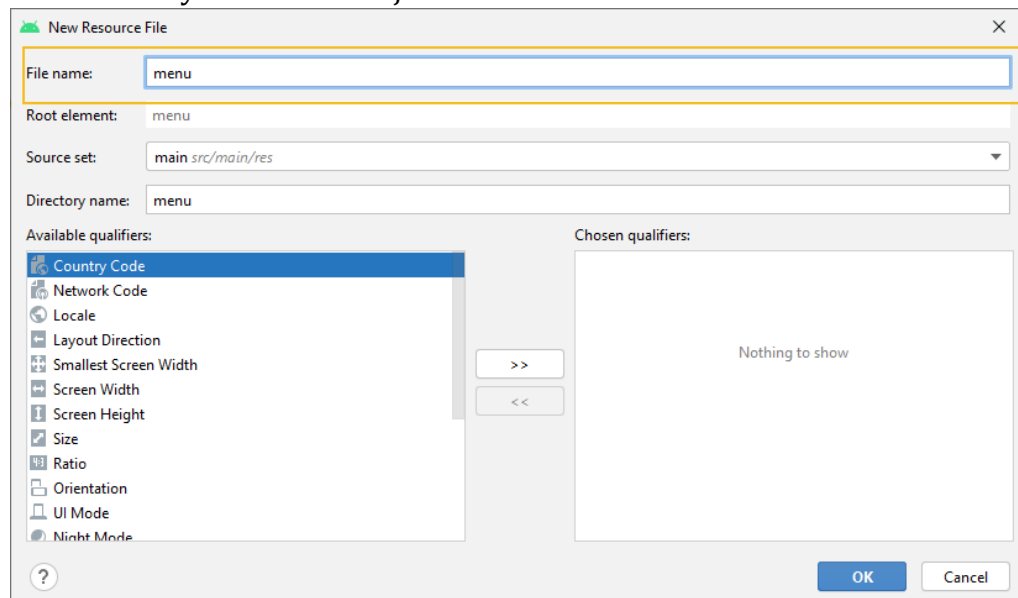 New Resource File
File name: menu
Root element: menu
Source set: main src/main/res
Directory name: menu
Available qualifiers: Chosen qualifiers:
Country Code
Network Code
Locale
Layout Direction
Smallest Screen Width
Screen Width
Screen Height
Size
Ratio
Orientation
UI Mode
Night Mode
>>
<<
Nothing to show
?
OK Cancel